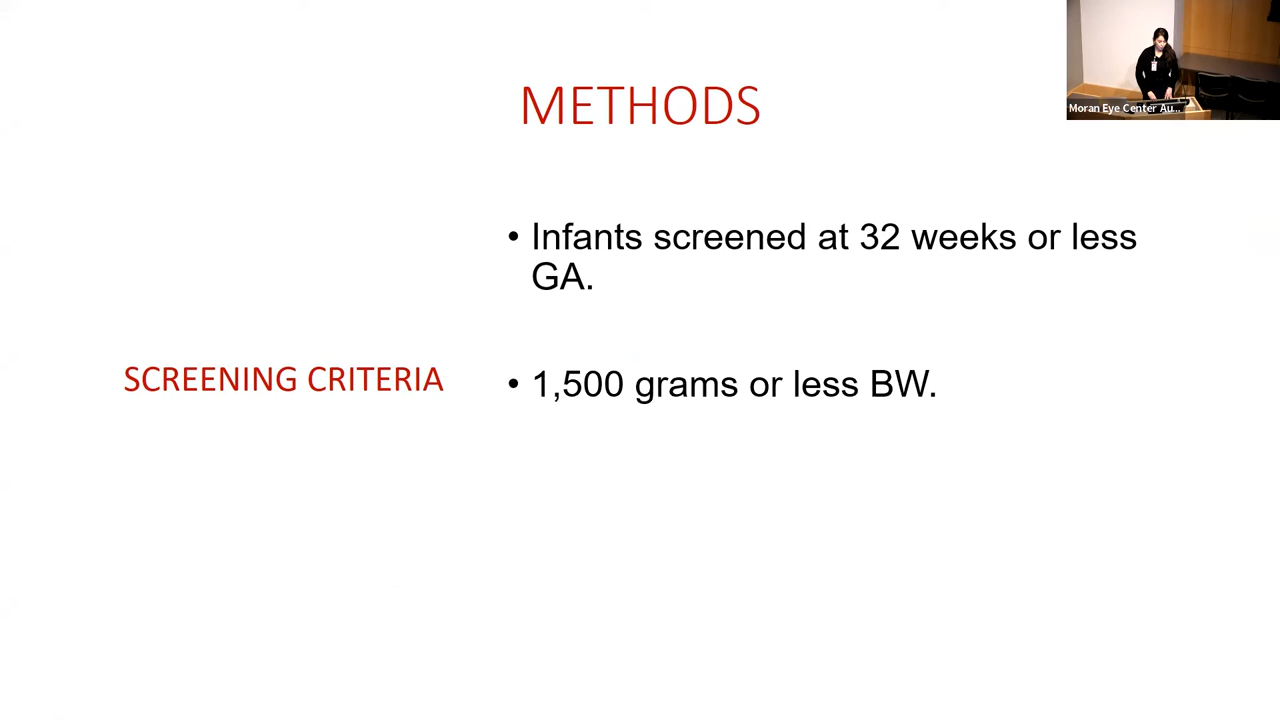 METHODS
Moran Eye Center Au...
• Infants screened at 32 weeks or less
GA.
SCREENING CRITERIA
• 1,500 grams or less BW.